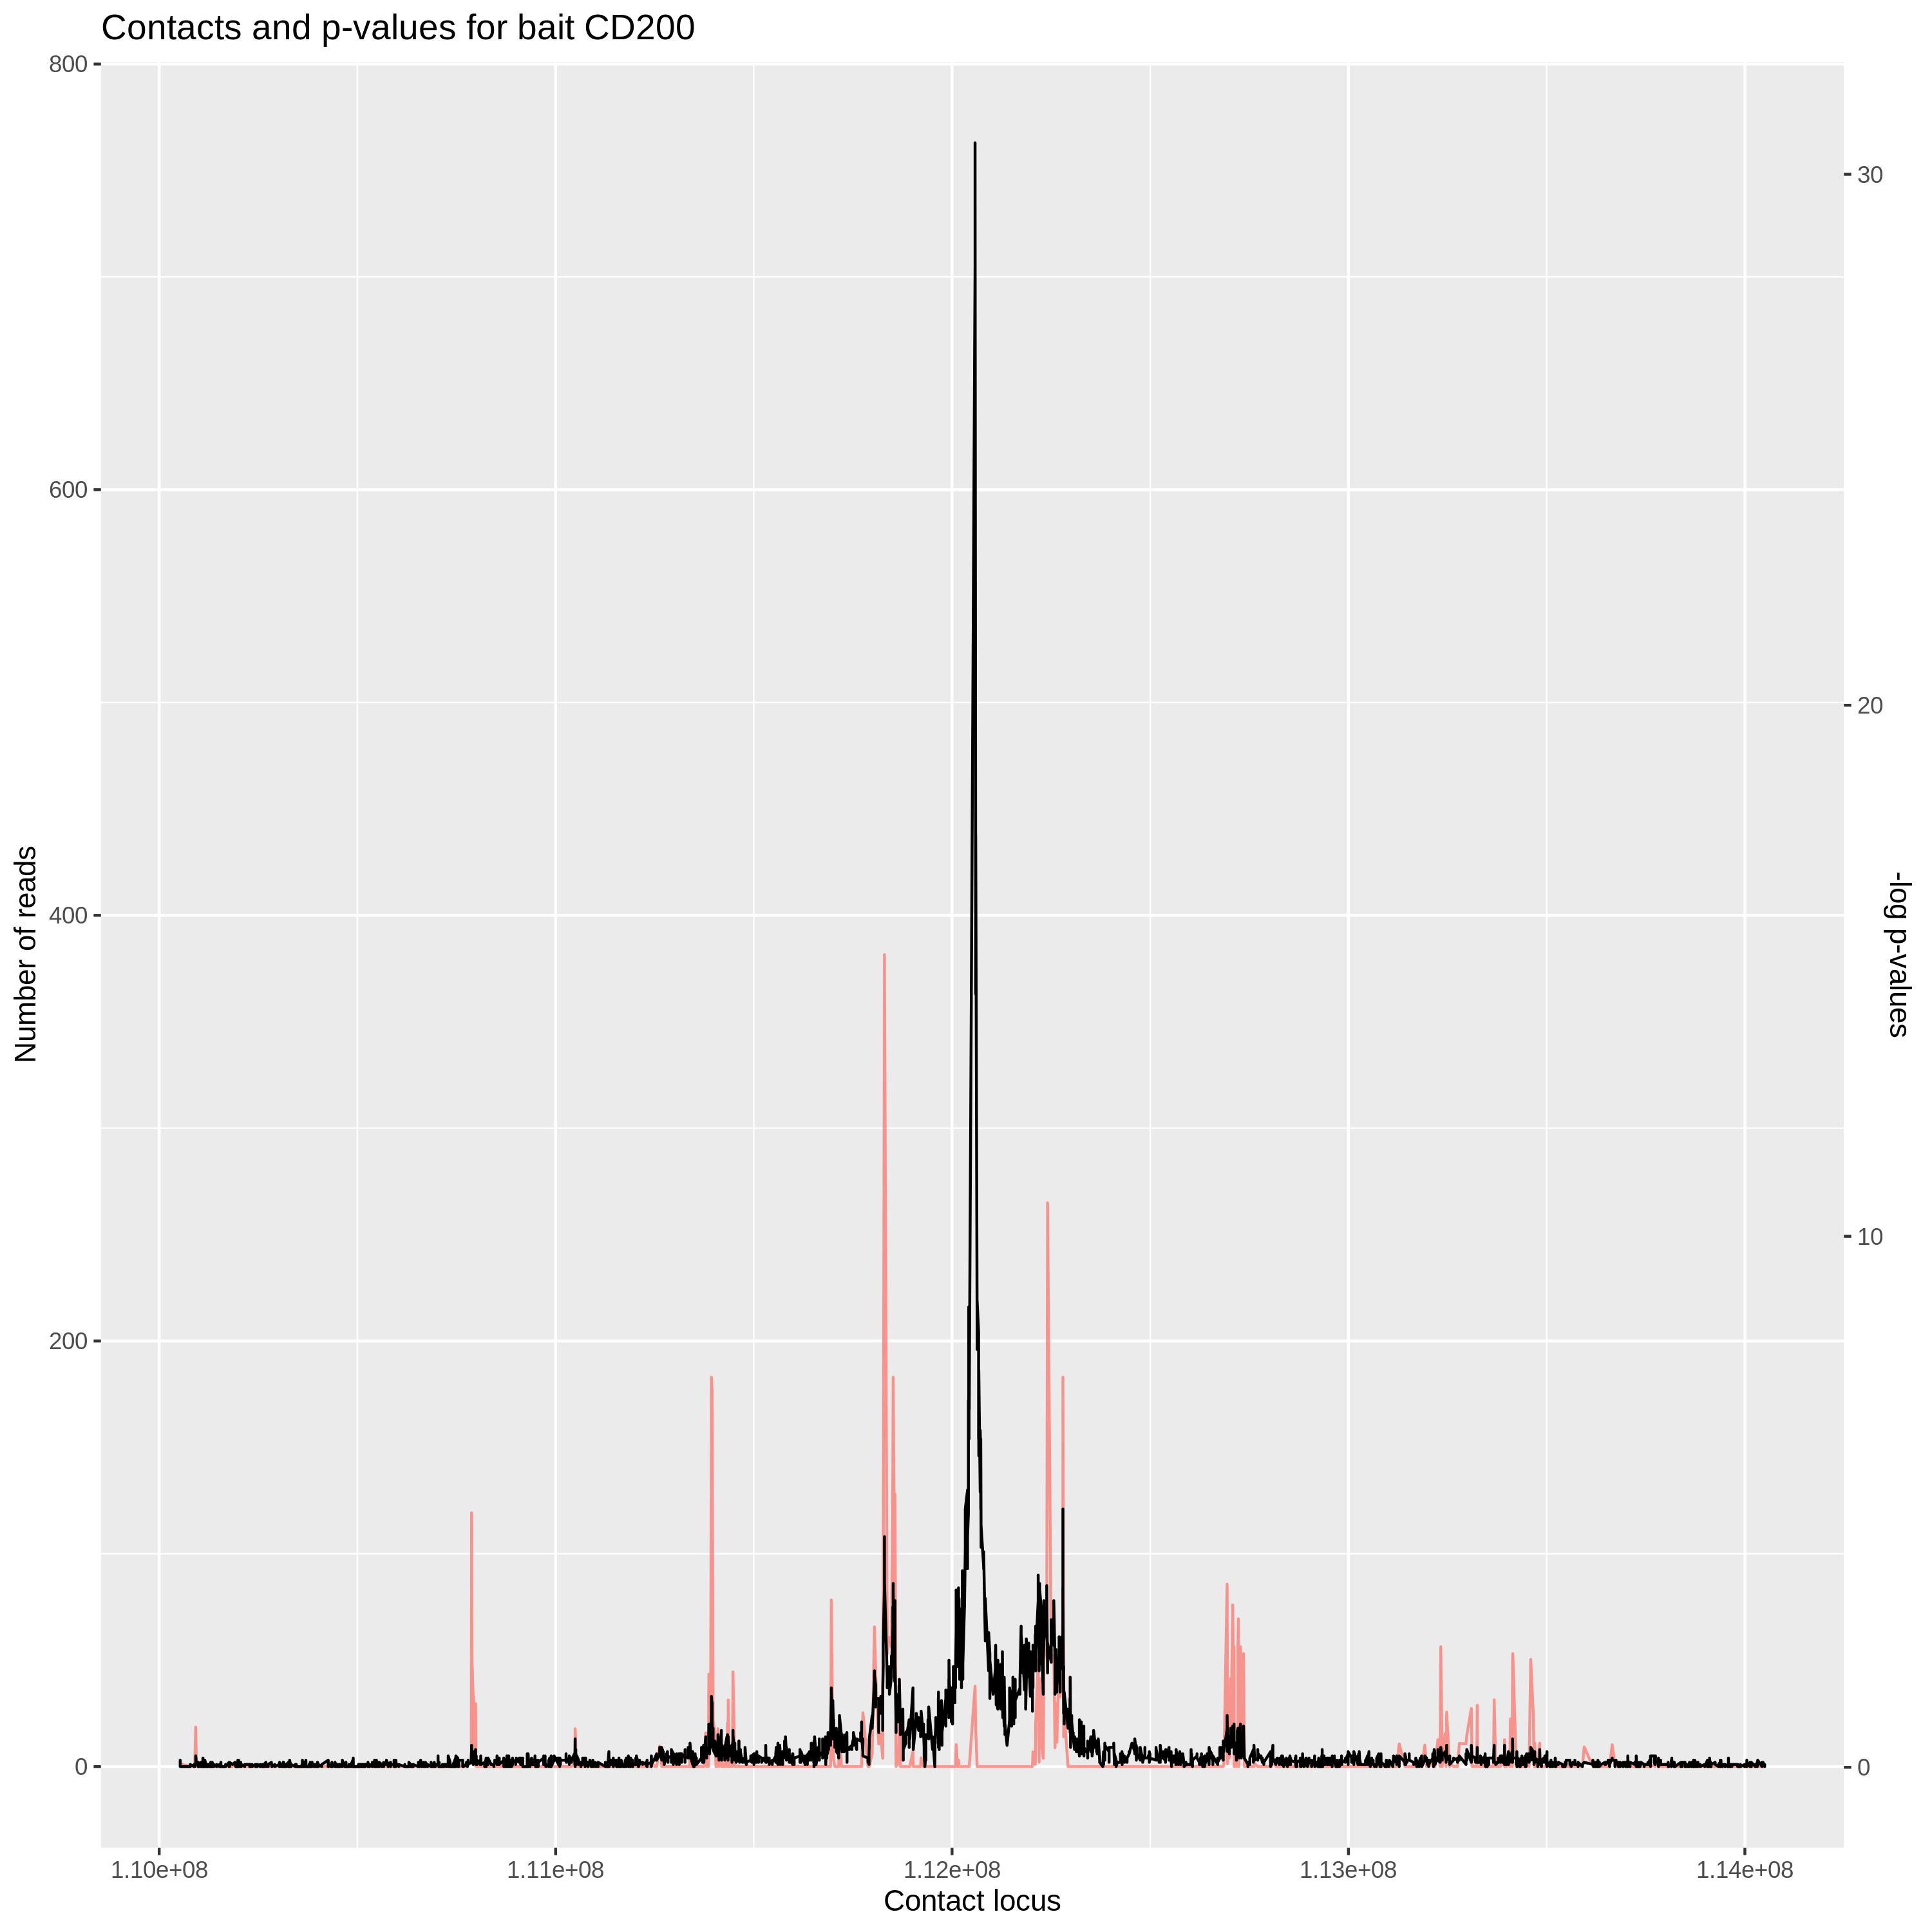 Contacts and p-values for bait CD200
800
600
400
200
0
Number of reads
30
20
10
0
-log p-values
1.10e+08 1.11e+08 1.12e+08 1.13e+08 1.14e+08
Contact locus